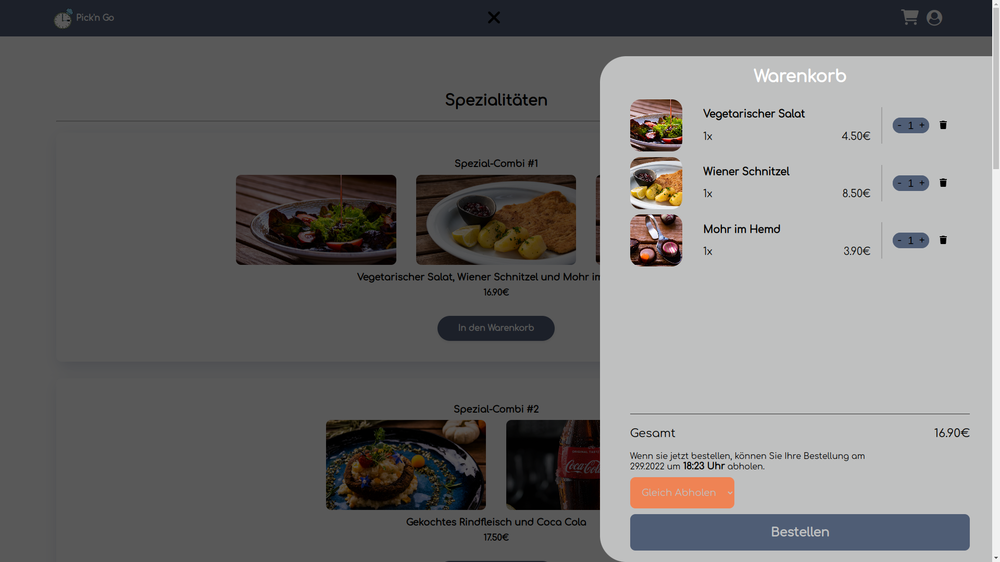 Pick'n Go
Spezialitäten
Spezial-Combi #1
Vegetarischer Salat, Wiener Schnitzel und Mohr im
16.90€
In den Warenkorb
Spezial-Combi #2
ORIGINAL TASTE
Coca-Cola
Gekochtes Rindfleisch und Coca Cola
17.50€
Warenkorb
Vegetarischer Salat
1x 4.50€
- 1 +
Wiener Schnitzel
1x 8.50€
- 1 +
Mohr im Hemd
1x 3.90€
- 1 +
Gesamt 16.90€
Wenn sie jetzt bestellen, können Sie Ihre Bestellung am
29.9.2022 um 18:23 Uhr abholen.
Gleich Abholen
Bestellen